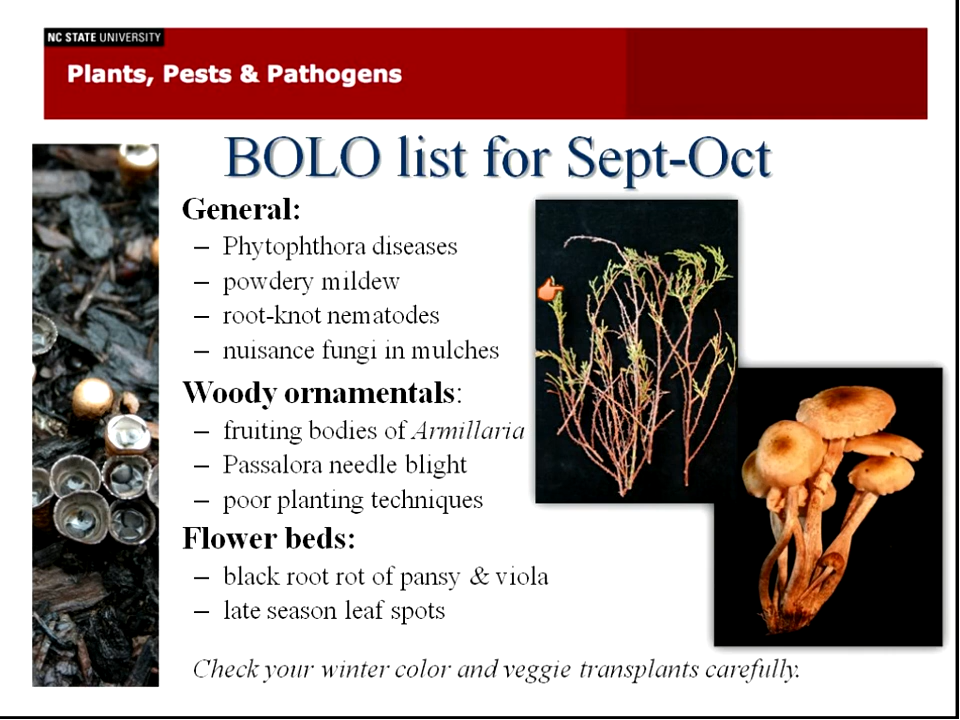 NC STATE UNIVERSITY
Plants, Pests & Pathogens
BOLO list for Sept-Oct
General:
– Phytophthora diseases
– powdery mildew
– root-knot nematodes
– nuisance fungi in mulches
Woody ornamentals:
– fruiting bodies of Armillaria
– Passalora needle blight
– poor planting techniques
Flower beds:
– black root rot of pansy & viola
– late season leaf spots
Check your winter color and veggie transplants carefully.